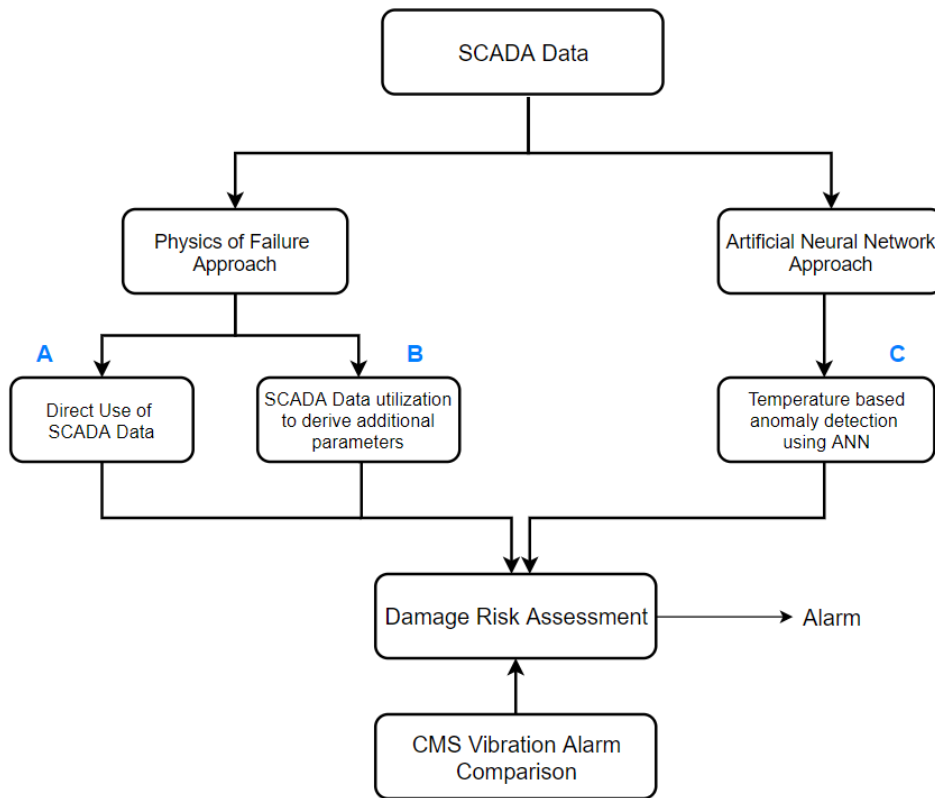 SCADA Data
Physics of Failure
Approach
Artificial Neural Network
Approach
A
B
C
Direct Use of
SCADA Data
SCADA Data utilization
to derive additional
parameters
Temperature based
anomaly detection
using ANN
Damage Risk Assessment
Alarm
CMS Vibration Alarm
Comparison